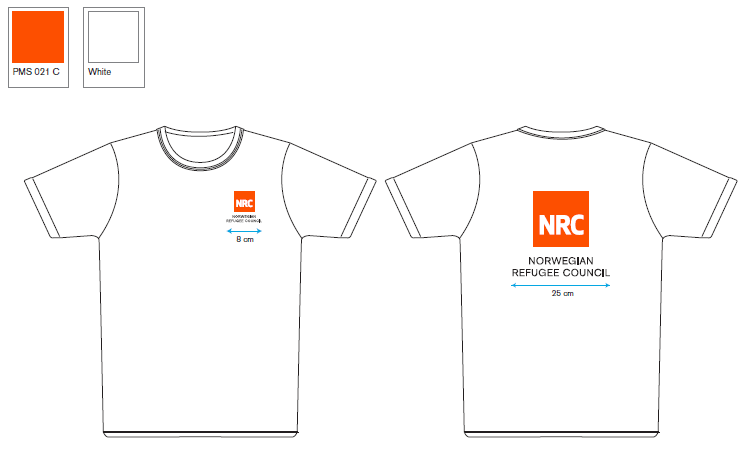 PMS 021 C
White
NRC
NORWEGIAN
REFUGEE COUNCIL
8 cm
NRC
NORWEGIAN
REFUGEE COUNCIL
25 cm